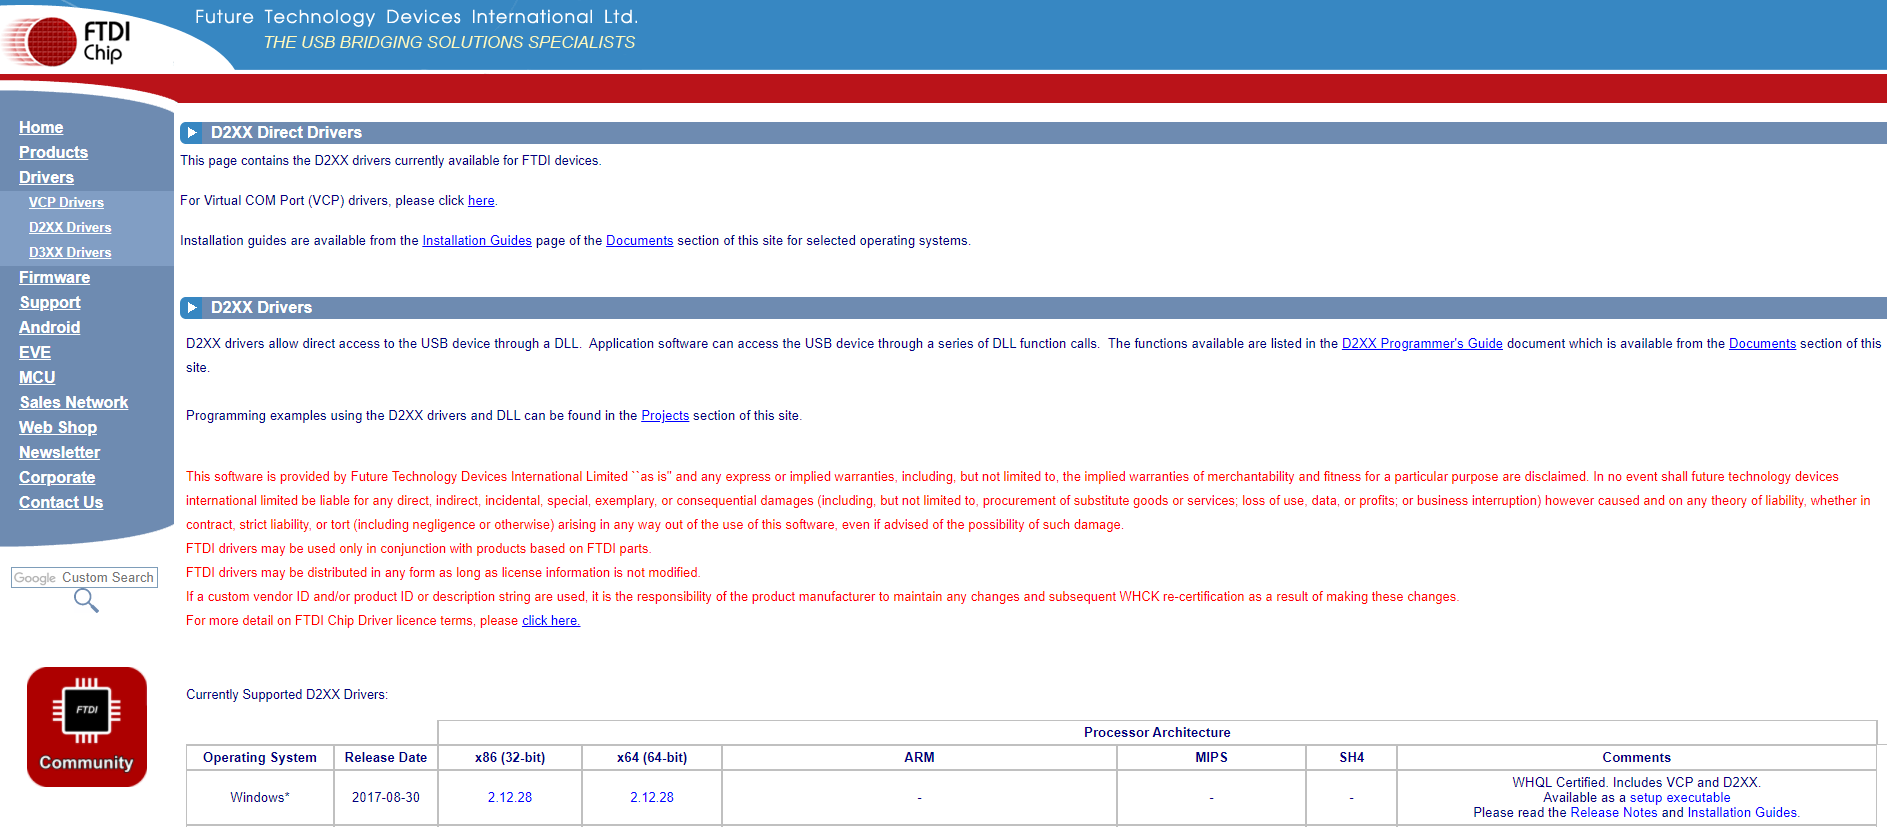 Future Technology Devices International Ltd.
THE USB BRIDGING SOLUTIONS SPECIALISTS
FTDI
Chip
Home
Products
Drivers
VCP Drivers
D2XX Drivers
D3XX Drivers
Firmware
Support
Android
EVE
MCU
Sales Network
Web Shop
Newsletter
Corporate
Contact Us
Google Custom Search
FTDI
Community
D2XX Direct Drivers
This page contains the D2XX drivers currently available for FTDI devices.
For Virtual COM Port (VCP) drivers, please click here.
Installation guides are available from the Installation Guides page of the Documents section of this site for selected operating systems.
D2XX Drivers
D2XX drivers allow direct access to the USB device through a DLL. Application software can access the USB device through a series of DLL function calls. The functions available are listed in the D2XX Programmer's Guide document which is available from the Documents section of this
site.
Programming examples using the D2XX drivers and DLL can be found in the Projects section of this site.
This software is provided by Future Technology Devices International Limited ``as is'' and any express or implied warranties, including, but not limited to, the implied warranties of merchantability and fitness for a particular purpose are disclaimed. In no event shall future technology devices
international limited be liable for any direct, indirect, incidental, special, exemplary, or consequential damages (including, but not limited to, procurement of substitute goods or services; loss of use, data, or profits; or business interruption) however caused and on any theory of liability, whether in
contract, strict liability, or tort (including negligence or otherwise) arising in any way out of the use of this software, even if advised of the possibility of such damage.
FTDI drivers may be used only in conjunction with products based on FTDI parts.
FTDI drivers may be distributed in any form as long as license information is not modified.
If a custom vendor ID and/or product ID or description string are used, it is the responsibility of the product manufacturer to maintain any changes and subsequent WHCK re-certification as a result of making these changes.
For more detail on FTDI Chip Driver licence terms, please click here.
Currently Supported D2XX Drivers:
Processor Architecture
Operating System Release Date x86 (32-bit) x64 (64-bit) ARM MIPS SH4 Comments
Windows* 2017-08-30 2.12.28 2.12.28 - - - WHQL Certified. Includes VCP and D2XX.
Available as a setup executable
Please read the Release Notes and Installation Guides.